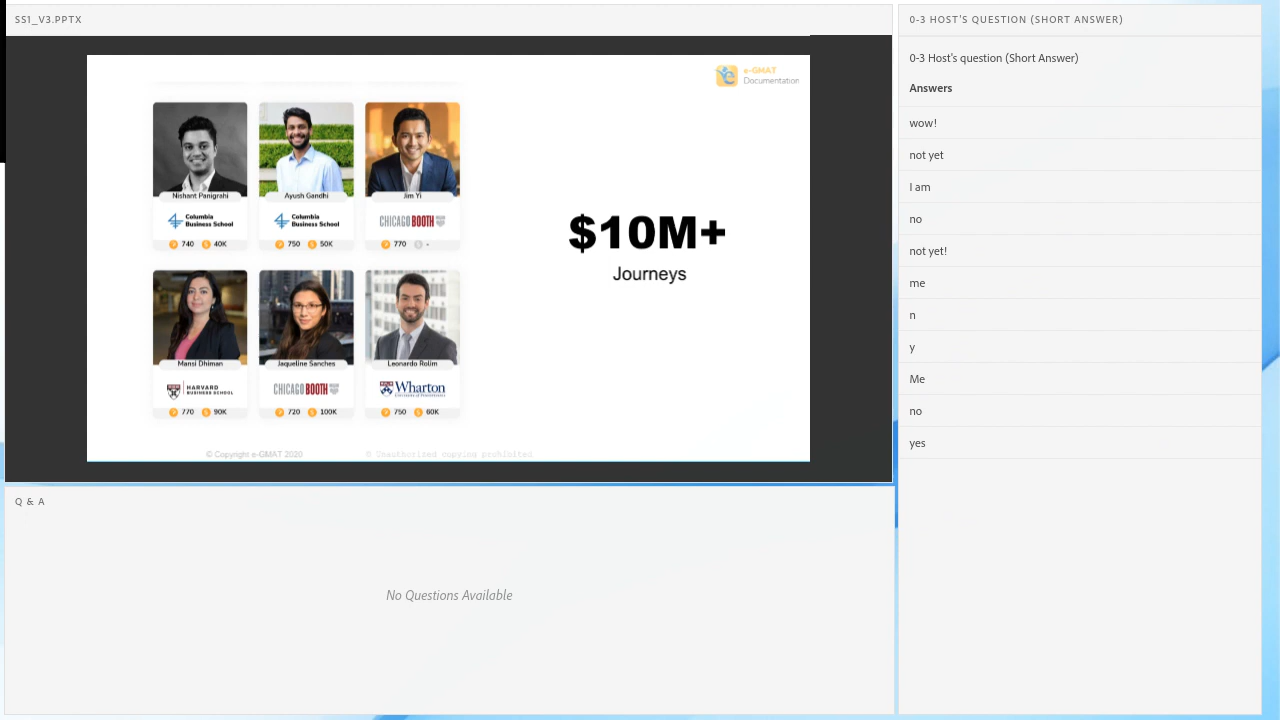 SS1_V3.PPTX
e-GMAT
Documentation
Nishant Panigrahi
Ayush Gandhi
Jim Yi
Columbia
Business School
Columbia
Business School
CHICAGO BOOTH
740 40K
750 50K
770 -
$10M+
Journeys
Mansi Dhiman
Jaqueline Sanches
Leonardo Rolim
HARVARD
BUSINESS SCHOOL
CHICAGO BOOTH
Wharton
770 90K
720 100K
750 60K
© Copyright e-GMAT 2020
© Unauthorized copying prohibited
Q & A
No Questions Available
0-3 HOST'S QUESTION (SHORT ANSWER)
0-3 Host's question (Short Answer)
Answers
wow!
not yet
I am
no
not yet!
me
n
y
Me
no
yes